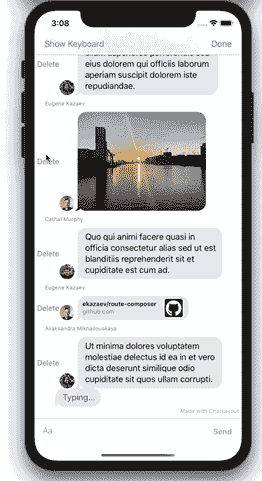 3:08
Show Keyboard Done
Delete
eius dolorem qui officiis laborum
aperiam suscipit dolorem iste
repudiandae.
Eugene Kazaev
Delete
Cathal Murphy
Quo qui animi facere quasi in
Delete officia consectetur alias sed ut est
blanditiis reprehenderit sit et
cupiditate est cum ad.
Eugene Kazaev
Delete ekazaev/route-composer
github.com
Aliaksandra Mikhailouskaya
Ut minima dolores voluptatem
Delete molestiae delectus id ea in et vero
dicta deserunt similique odio
cupiditate sit quos ullam corrupti.
Typing...
Made with ChatLayout
Aa Send